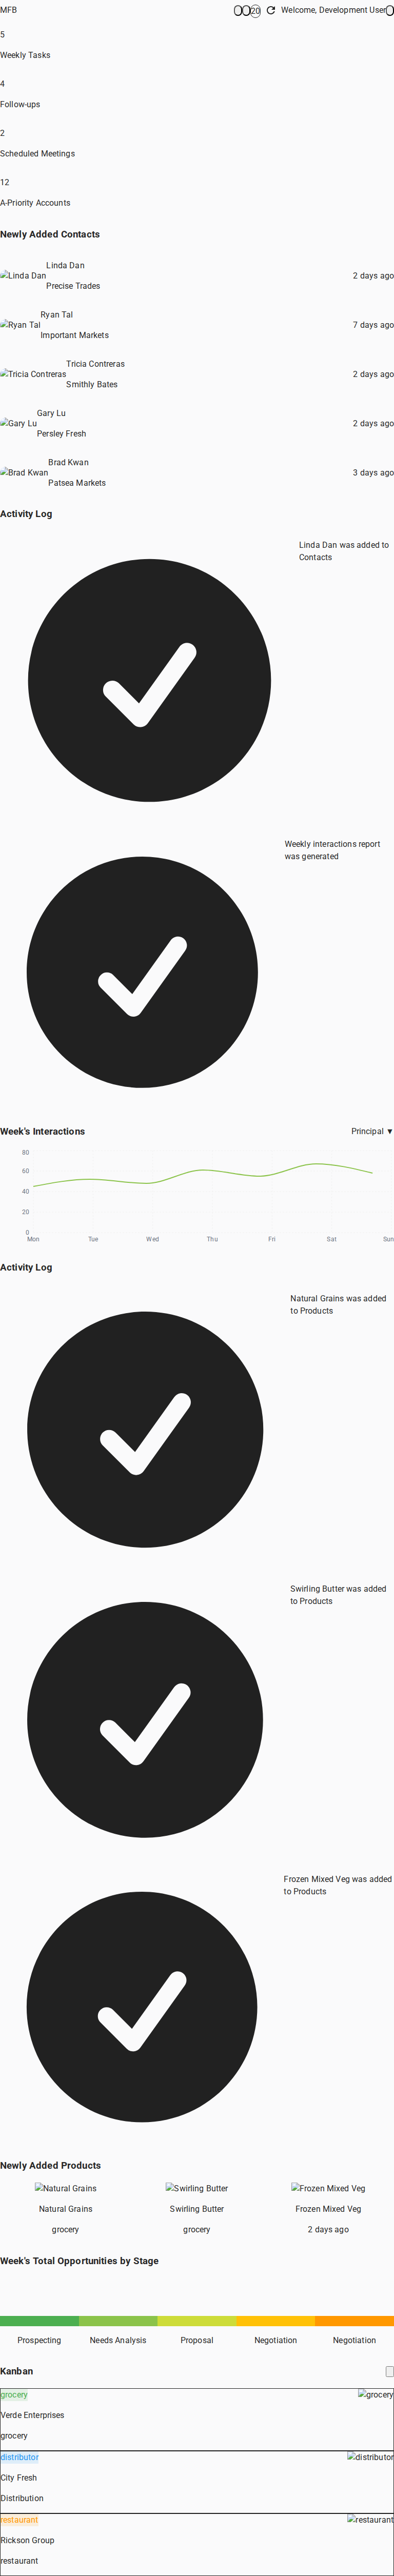 MFB 20 Welcome, Development User
5
Weekly Tasks
4
Follow-ups
2
Scheduled Meetings
12
A-Priority Accounts
Newly Added Contacts
Linda Dan
Linda Dan 2 days ago
Precise Trades
Ryan Tal
Ryan Tal 7 days ago
Important Markets
Tricia Contreras
Tricia Contreras 2 days ago
Smithly Bates
Gary Lu
Gary Lu 2 days ago
Persley Fresh
Brad Kwan
Brad Kwan 3 days ago
Patsea Markets
Activity Log
Linda Dan was added to
Contacts
Weekly interactions report
was generated
Week's Interactions Principal ▼
80
60
40
20
0
Mon Tue Wed Thu Fri Sat Sun
Activity Log
Natural Grains was added
to Products
Swirling Butter was added
to Products
Frozen Mixed Veg was added
to Products
Newly Added Products
Natural Grains Swirling Butter Frozen Mixed Veg
Natural Grains Swirling Butter Frozen Mixed Veg
grocery grocery 2 days ago
Week's Total Opportunities by Stage
Prospecting Needs Analysis Proposal Negotiation Negotiation
Kanban
grocery grocery
Verde Enterprises
grocery
distributor distributor
City Fresh
Distribution
restaurant restaurant
Rickson Group
restaurant